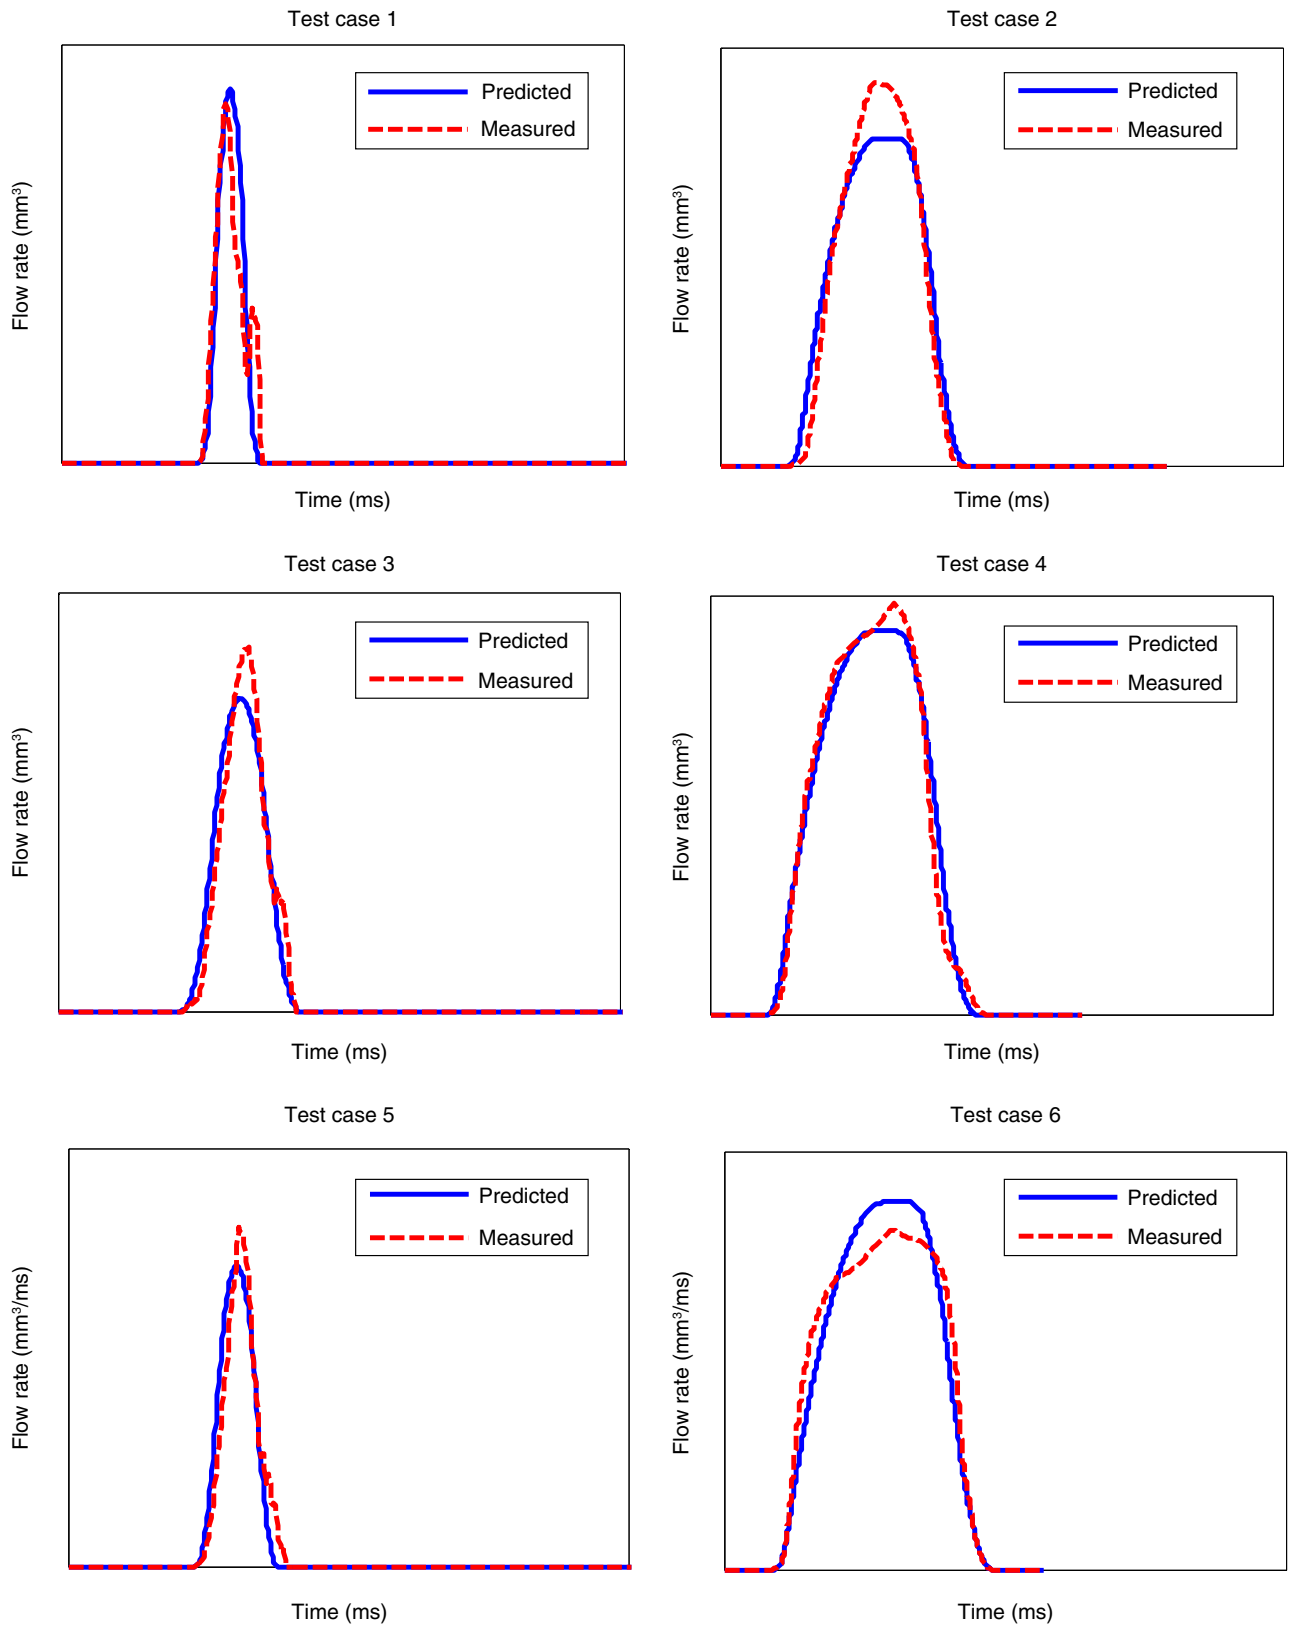 Test case 1
Predicted
Measured
Flow rate (mm³)
Time (ms)
Test case 2
Predicted
Measured
Flow rate (mm³)
Time (ms)
Test case 3
Predicted
Measured
Flow rate (mm³)
Time (ms)
Test case 4
Predicted
Measured
Flow rate (mm³)
Time (ms)
Test case 5
Predicted
Measured
Flow rate (mm³/ms)
Time (ms)
Test case 6
Predicted
Measured
Flow rate (mm³/ms)
Time (ms)